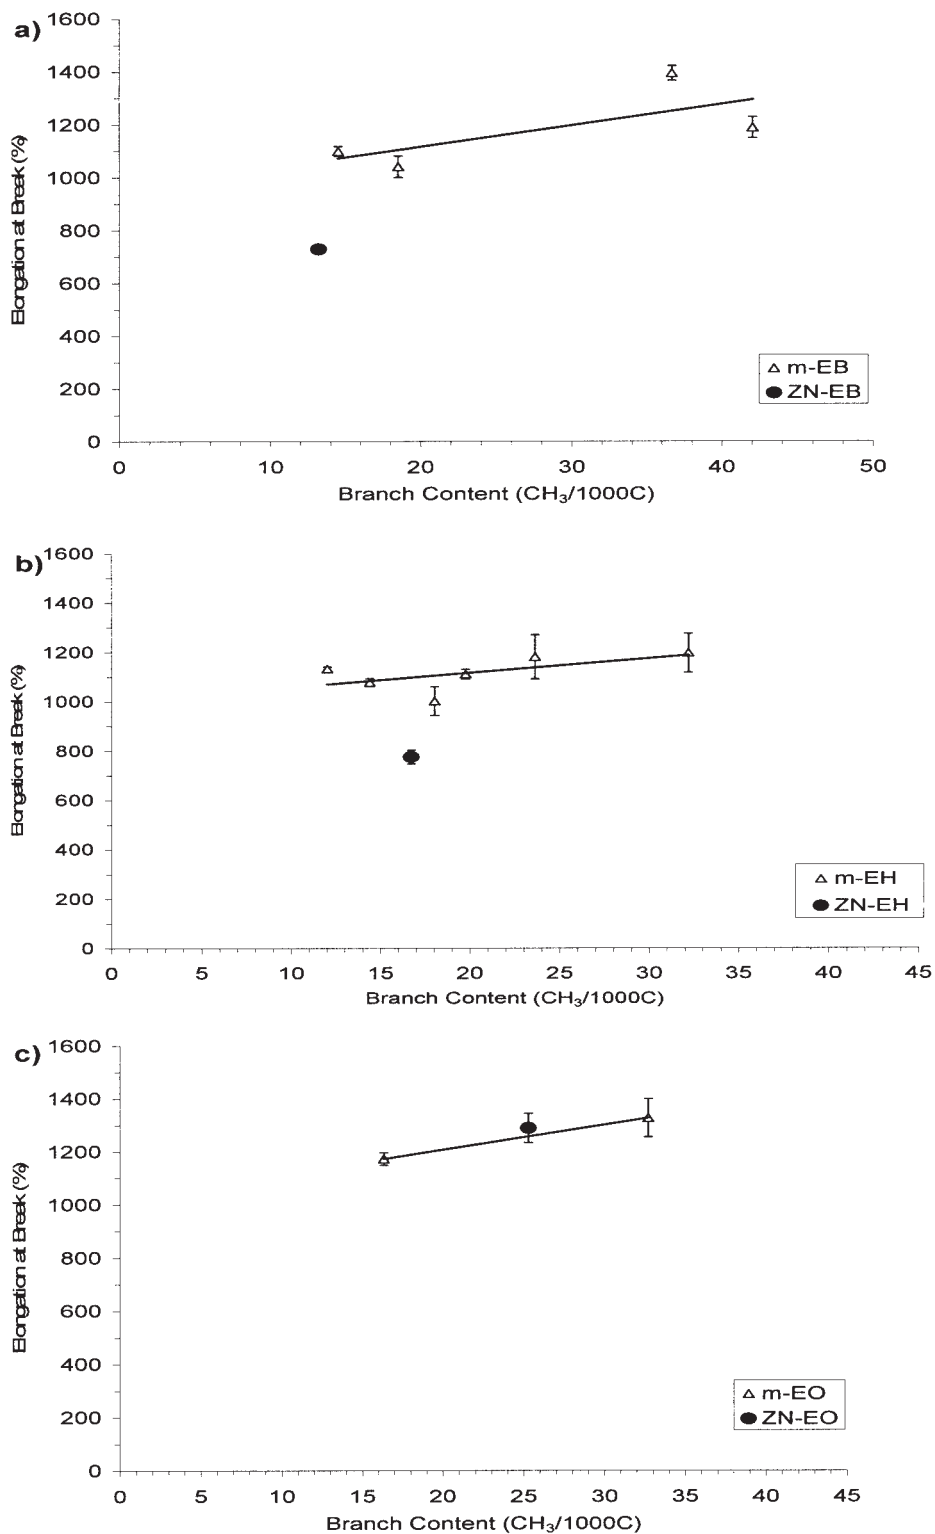 a)
1600
1400
1200
1000
800
600
400
200
0
Elongation at Break (%)
0 10 20 30 40 50
Branch Content (CH₃/1000C)
m-EB
ZN-EB
b)
1600
1400
1200
1000
800
600
400
200
0
Elongation at Break (%)
0 5 10 15 20 25 30 35 40 45
Branch Content (CH₃/1000C)
m-EH
ZN-EH
c)
1600
1400
1200
1000
800
600
400
200
0
Elongation at Break (%)
0 5 10 15 20 25 30 35 40 45
Branch Content (CH₃/1000C)
m-EO
ZN-EO